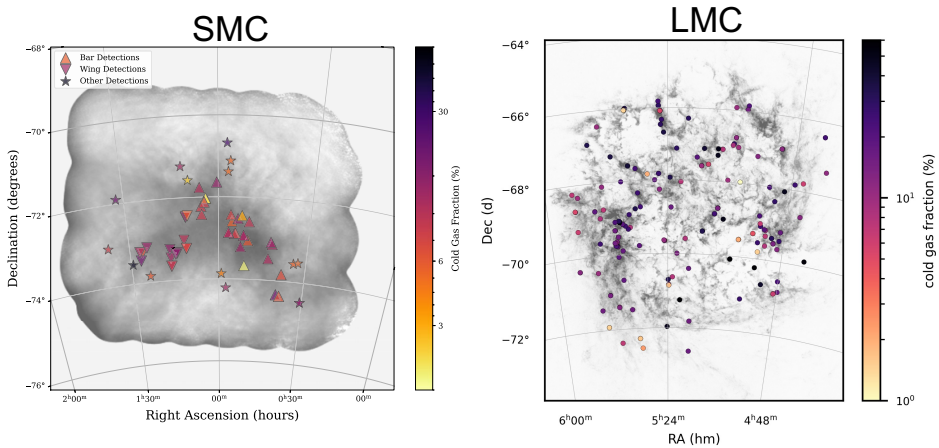 SMC
−68°
−70°
−72°
−74°
−76°
Declination (degrees)
Bar Detections
Wing Detections
Other Detections
2ʰ00ᵐ 1ʰ30ᵐ 0ʰ00ᵐ 0ʰ30ᵐ 00ᵐ
Right Ascension (hours)
30
6
3
Cold Gas Fraction (%)
LMC
−64°
−66°
−68°
−70°
−72°
Dec (d)
6ʰ00ᵐ 5ʰ24ᵐ 4ʰ48ᵐ
RA (hm)
10¹
10⁰
cold gas fraction (%)